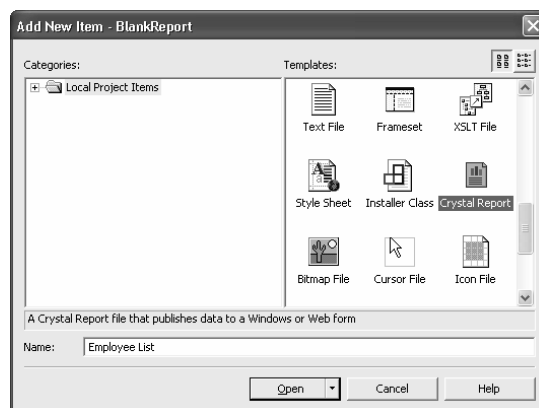 Add New Item - BlankReport
Categories:
Templates:
Local Project Items
Text File
Frameset
XSLT File
Style Sheet
Installer Class
Crystal Report
Bitmap File
Cursor File
Icon File
A Crystal Report file that publishes data to a Windows or Web form
Name:
Employee List
Open
Cancel
Help